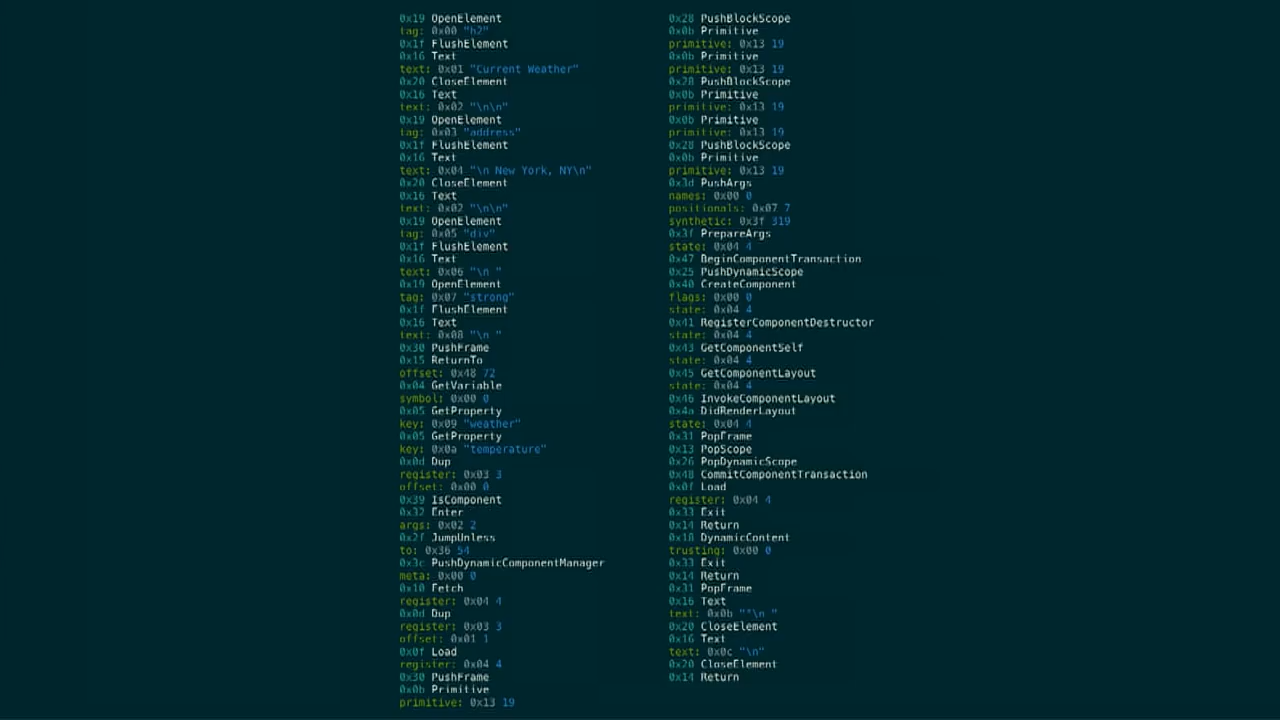 0x19 OpenElement
tag: 0x00 "h2"
0x1f FlushElement
0x16 Text
text: 0x01 "Current Weather"
0x20 CloseElement
0x16 Text
text: 0x02 "\n\n"
0x19 OpenElement
tag: 0x03 "address"
0x1f FlushElement
0x16 Text
text: 0x04 "\n New York, NY\n"
0x20 CloseElement
0x16 Text
text: 0x02 "\n\n"
0x19 OpenElement
tag: 0x05 "div"
0x1f FlushElement
0x16 Text
text: 0x06 "\n "
0x19 OpenElement
tag: 0x07 "strong"
0x1f FlushElement
0x16 Text
text: 0x08 "\n "
0x30 PushFrame
0x15 ReturnTo
offset: 0x48 72
0x04 GetVariable
symbol: 0x00 0
0x05 GetProperty
key: 0x09 "weather"
0x05 GetProperty
key: 0x0a "temperature"
0x0d Dup
register: 0x03 3
offset: 0x00 0
0x39 IsComponent
0x32 Enter
args: 0x02 2
0x2f JumpUnless
to: 0x36 54
0x3c PushDynamicComponentManager
meta: 0x00 0
0x10 Fetch
register: 0x04 4
0x0d Dup
register: 0x03 3
offset: 0x01 1
0x0f Load
register: 0x04 4
0x30 PushFrame
0x0b Primitive
primitive: 0x13 19
0x28 PushBlockScope
0x0b Primitive
primitive: 0x13 19
0x0b Primitive
primitive: 0x13 19
0x28 PushBlockScope
0x0b Primitive
primitive: 0x13 19
0x0b Primitive
primitive: 0x13 19
0x28 PushBlockScope
0x0b Primitive
primitive: 0x13 19
0x3d PushArgs
names: 0x00 0
positionals: 0x07 7
synthetic: 0x3f 319
0x3f PrepareArgs
state: 0x04 4
0x47 BeginComponentTransaction
0x25 PushDynamicScope
0x40 CreateComponent
flags: 0x00 0
state: 0x04 4
0x41 RegisterComponentDestructor
state: 0x04 4
0x43 GetComponentSelf
state: 0x04 4
0x45 GetComponentLayout
state: 0x04 4
0x46 InvokeComponentLayout
0x4a DidRenderLayout
state: 0x04 4
0x31 PopFrame
0x13 PopScope
0x26 PopDynamicScope
0x48 CommitComponentTransaction
0x0f Load
register: 0x04 4
0x33 Exit
0x14 Return
0x18 DynamicContent
trusting: 0x00 0
0x33 Exit
0x14 Return
0x31 PopFrame
0x16 Text
text: 0x0b "°\n "
0x20 CloseElement
0x16 Text
text: 0x0c "\n"
0x20 CloseElement
0x14 Return